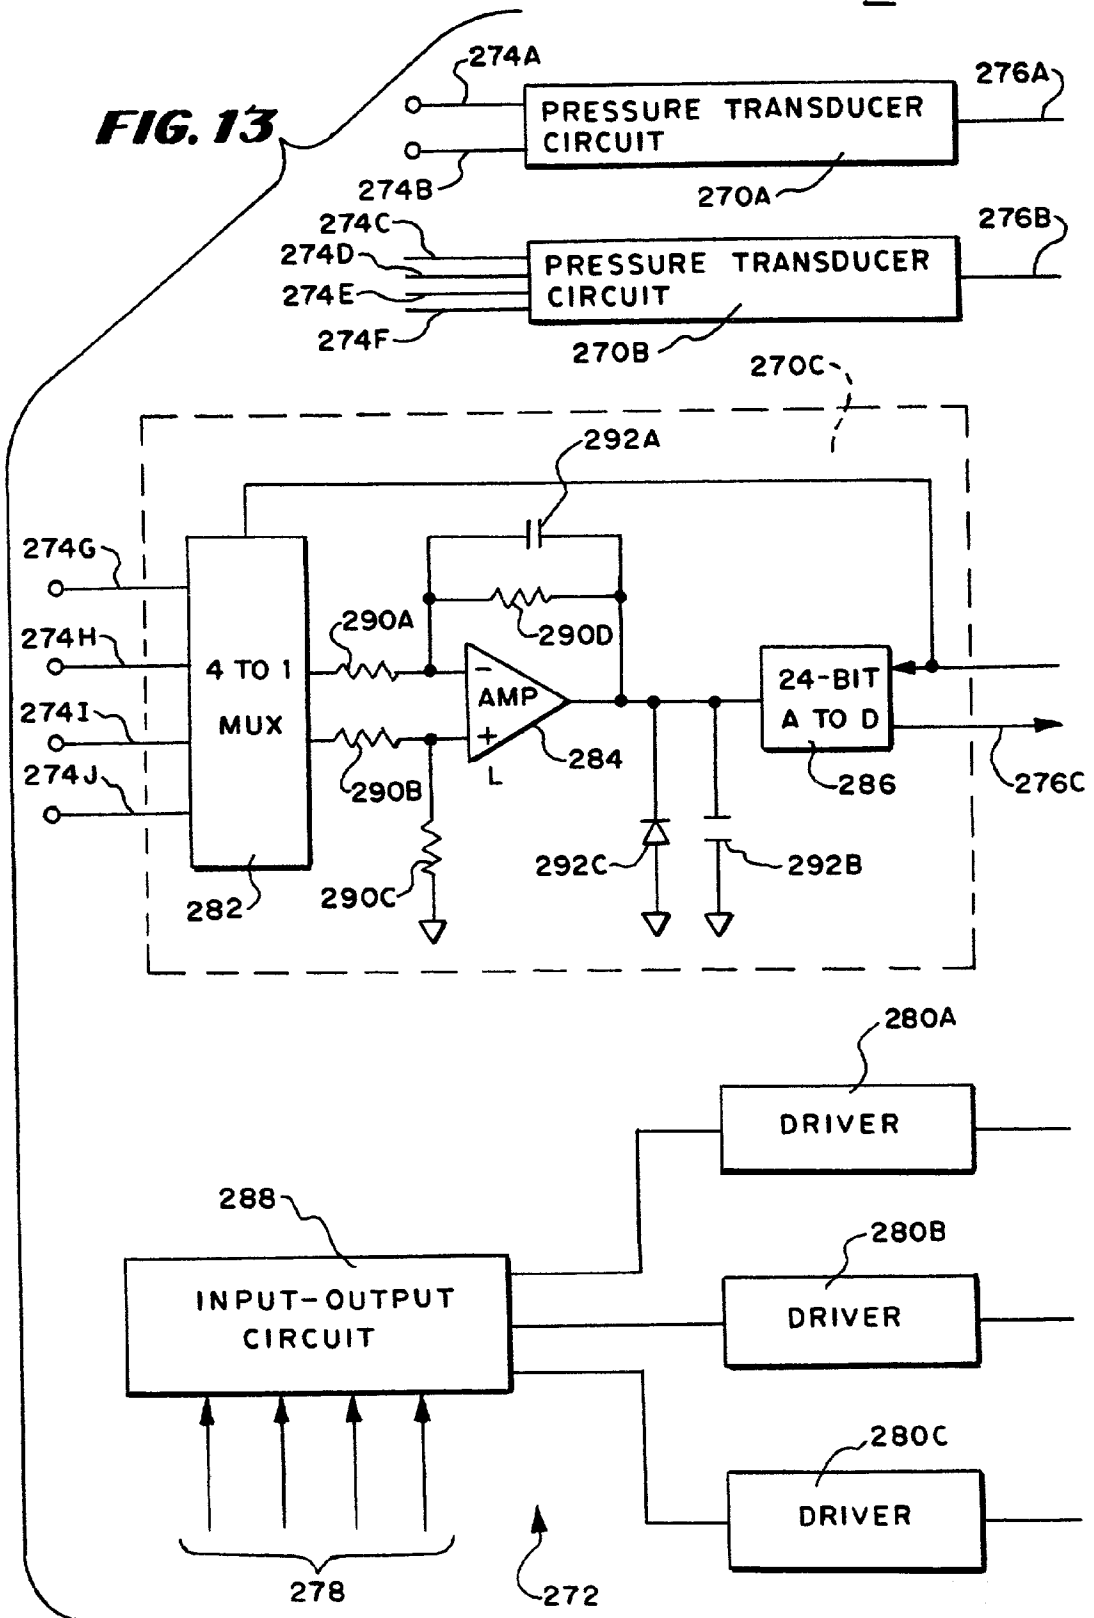 FIG. 13
274A
276A
PRESSURE TRANSDUCER
CIRCUIT
274B
270A
274C
276B
274D
PRESSURE TRANSDUCER
CIRCUIT
274E
274F
270B
270C
292A
274G
290A
290D
274H
4 TO 1
MUX
-
AMP
+
L
24-BIT
A TO D
274I
284
274J
290B
286
276C
292C
292B
290C
282
280A
DRIVER
288
280B
INPUT-OUTPUT
CIRCUIT
DRIVER
280C
DRIVER
278
272